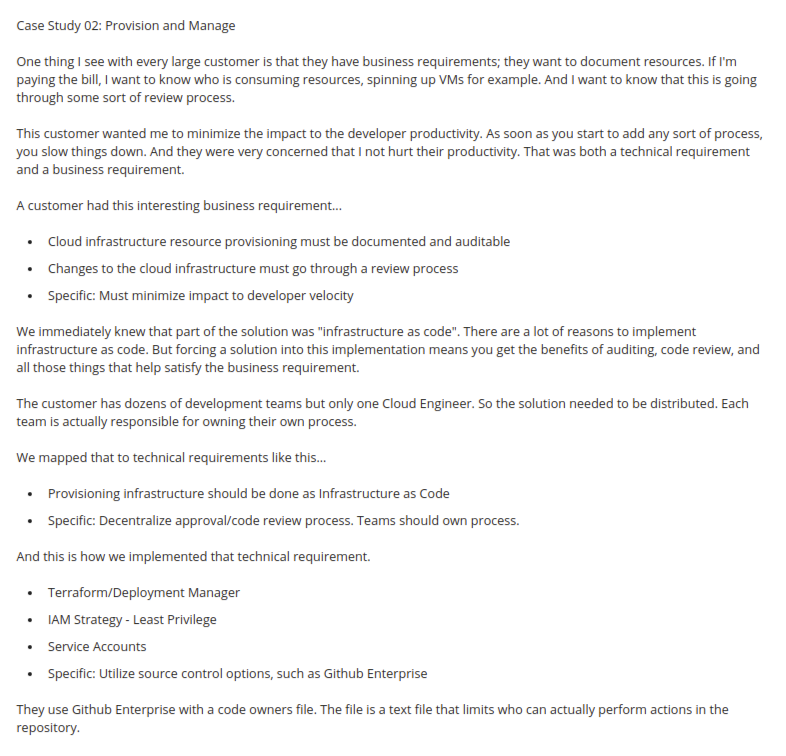 Case Study 02: Provision and Manage
One thing I see with every large customer is that they have business requirements; they want to document resources. If I'm
paying the bill, I want to know who is consuming resources, spinning up VMs for example. And I want to know that this is going
through some sort of review process.
This customer wanted me to minimize the impact to the developer productivity. As soon as you start to add any sort of process,
you slow things down. And they were very concerned that I not hurt their productivity. That was both a technical requirement
and a business requirement.
A customer had this interesting business requirement...
• Cloud infrastructure resource provisioning must be documented and auditable
• Changes to the cloud infrastructure must go through a review process
• Specific: Must minimize impact to developer velocity
We immediately knew that part of the solution was "infrastructure as code". There are a lot of reasons to implement
infrastructure as code. But forcing a solution into this implementation means you get the benefits of auditing, code review, and
all those things that help satisfy the business requirement.
The customer has dozens of development teams but only one Cloud Engineer. So the solution needed to be distributed. Each
team is actually responsible for owning their own process.
We mapped that to technical requirements like this...
• Provisioning infrastructure should be done as Infrastructure as Code
• Specific: Decentralize approval/code review process. Teams should own process.
And this is how we implemented that technical requirement.
• Terraform/Deployment Manager
• IAM Strategy - Least Privilege
• Service Accounts
• Specific: Utilize source control options, such as Github Enterprise
They use Github Enterprise with a code owners file. The file is a text file that limits who can actually perform actions in the
repository.